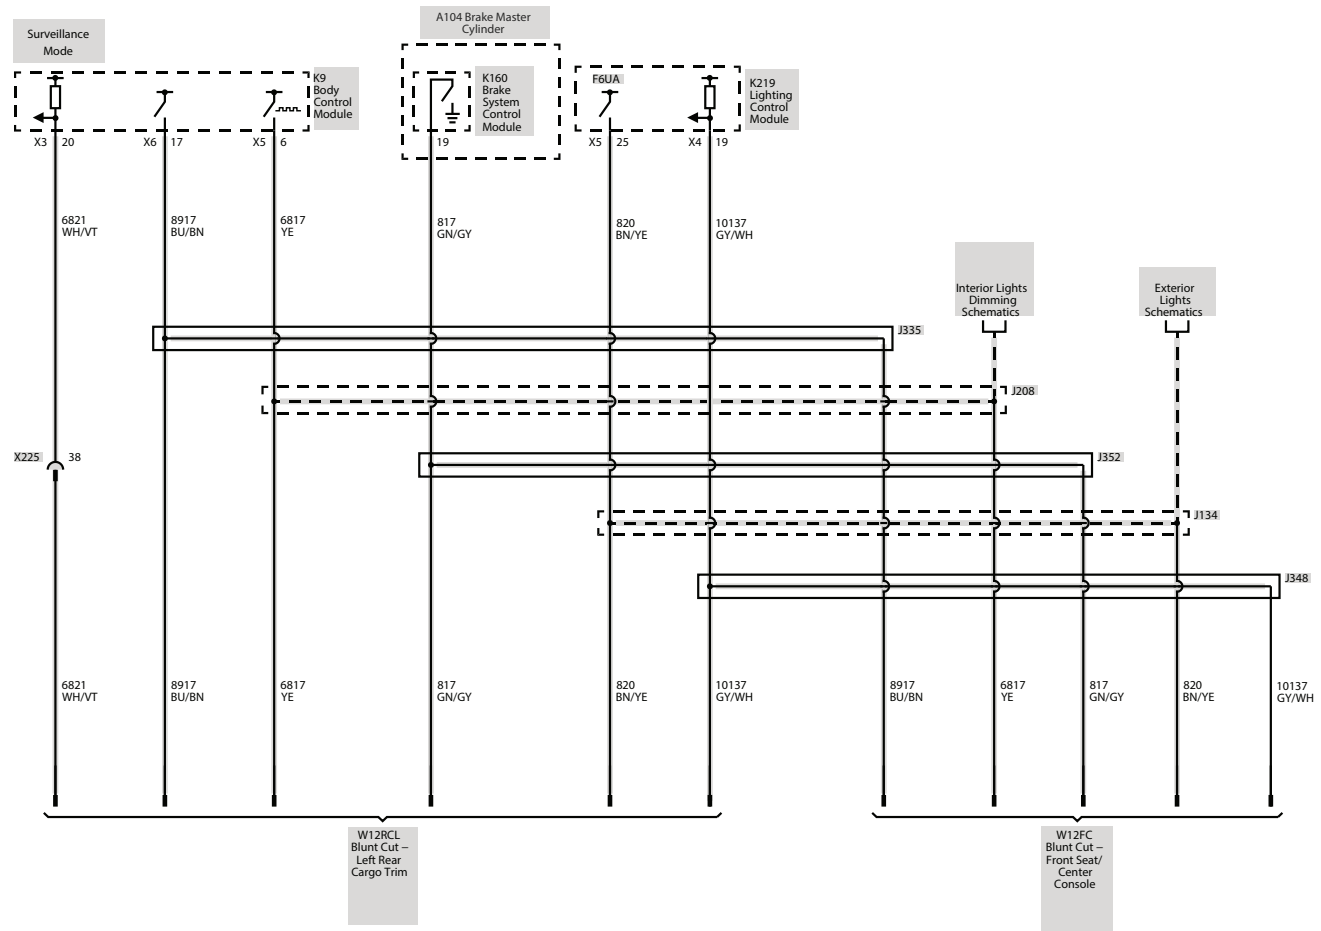 Surveillance
Mode
A104 Brake Master
Cylinder
K9
Body
Control
Module
K160
Brake
System
Control
Module
F6UA
K219
Lighting
Control
Module
X3 20
X6 17
X5 6
19
X5 25
X4 19
6821
WH/VT
8917
BU/BN
6817
YE
817
GN/GY
820
BN/YE
10137
GY/WH
Interior Lights
Dimming
Schematics
Exterior
Lights
Schematics
J335
J208
X225 38
J352
J134
J348
6821
WH/VT
8917
BU/BN
6817
YE
817
GN/GY
820
BN/YE
10137
GY/WH
8917
BU/BN
6817
YE
817
GN/GY
820
BN/YE
10137
GY/WH
W12RCL
Blunt Cut –
Left Rear
Cargo Trim
W12FC
Blunt Cut –
Front Seat/
Center
Console